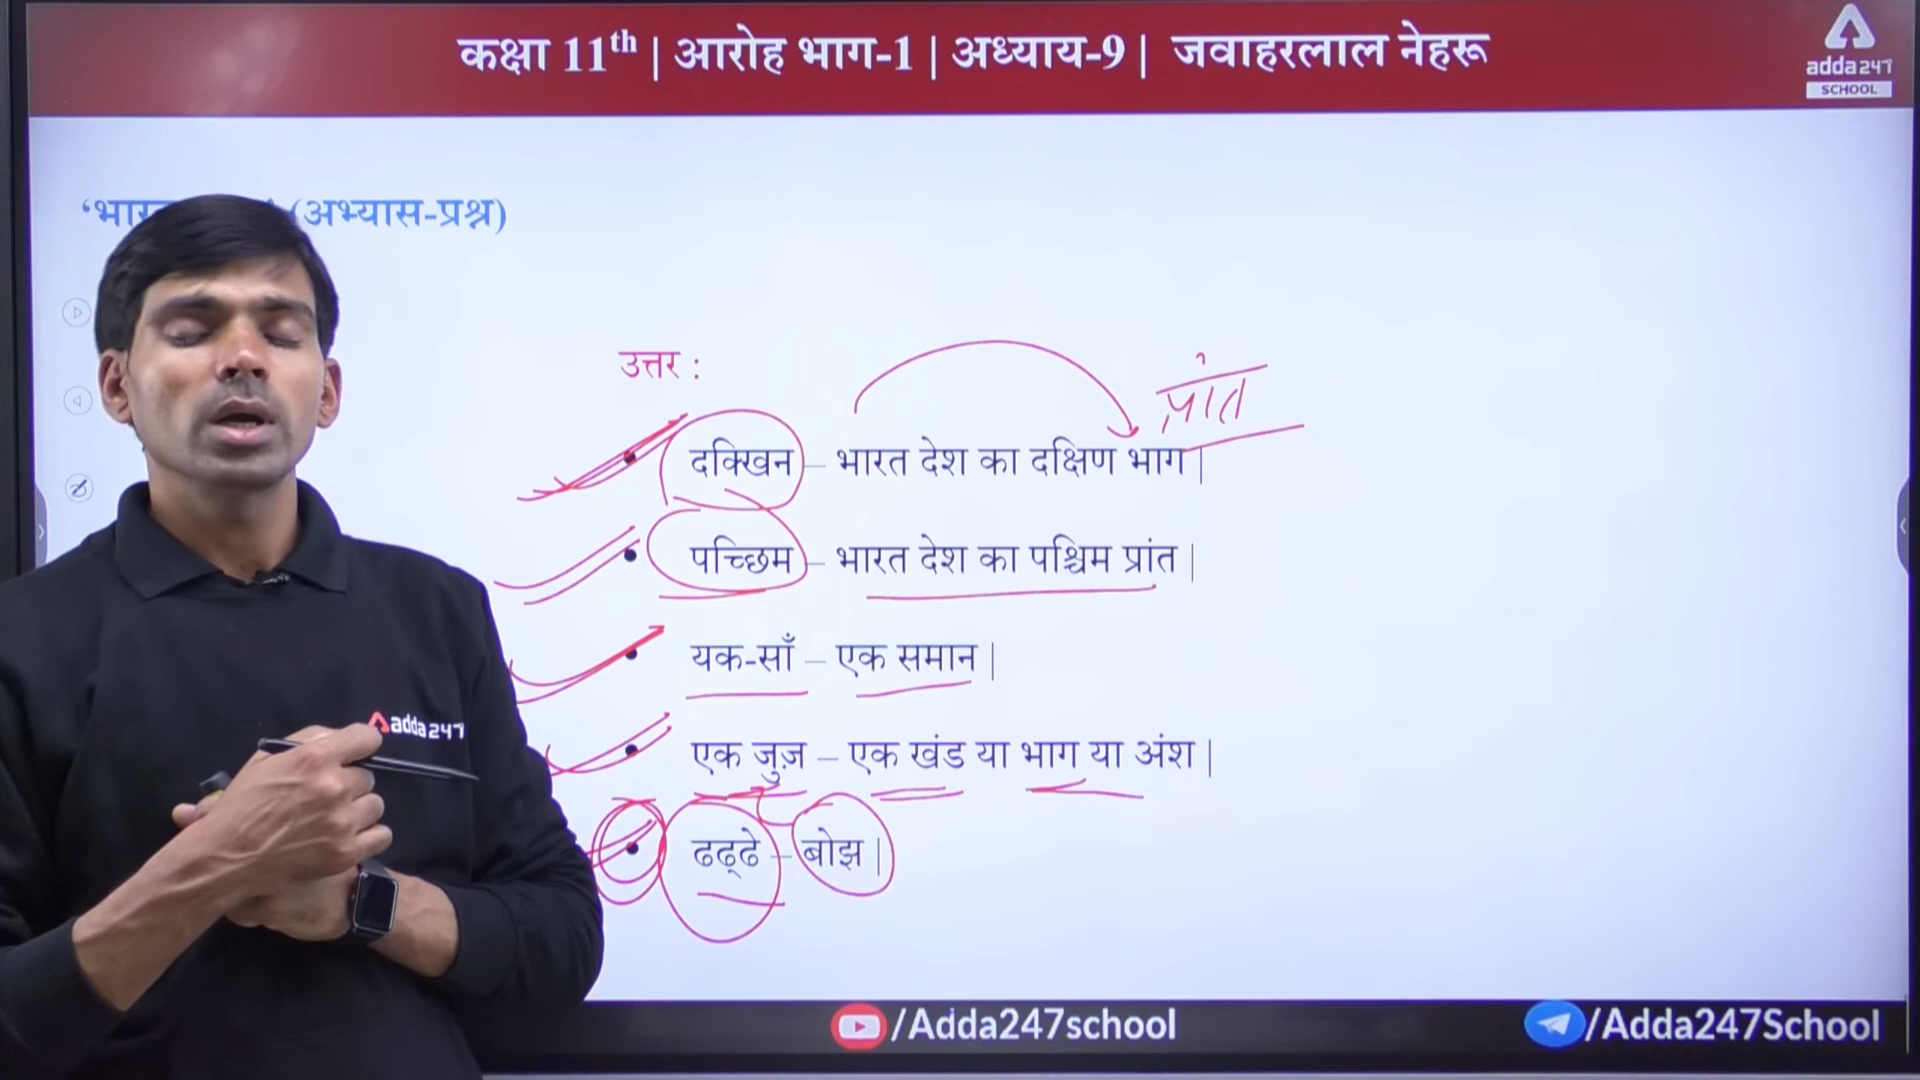 कक्षा 11th | आरोह भाग-1 | अध्याय-9 | जवाहरलाल नेहरू
adda247
SCHOOL
(अभ्यास-प्रश्न)
उत्तर :
प्रांत
दक्खिन – भारत देश का दक्षिण भाग|
पच्छिम – भारत देश का पश्चिम प्रांत|
यक-साँ – एक समान|
एक जुज़ – एक खंड या भाग या अंश|
ढढ्ढे – बोझ|
adda247
/Adda247school
/Adda247School